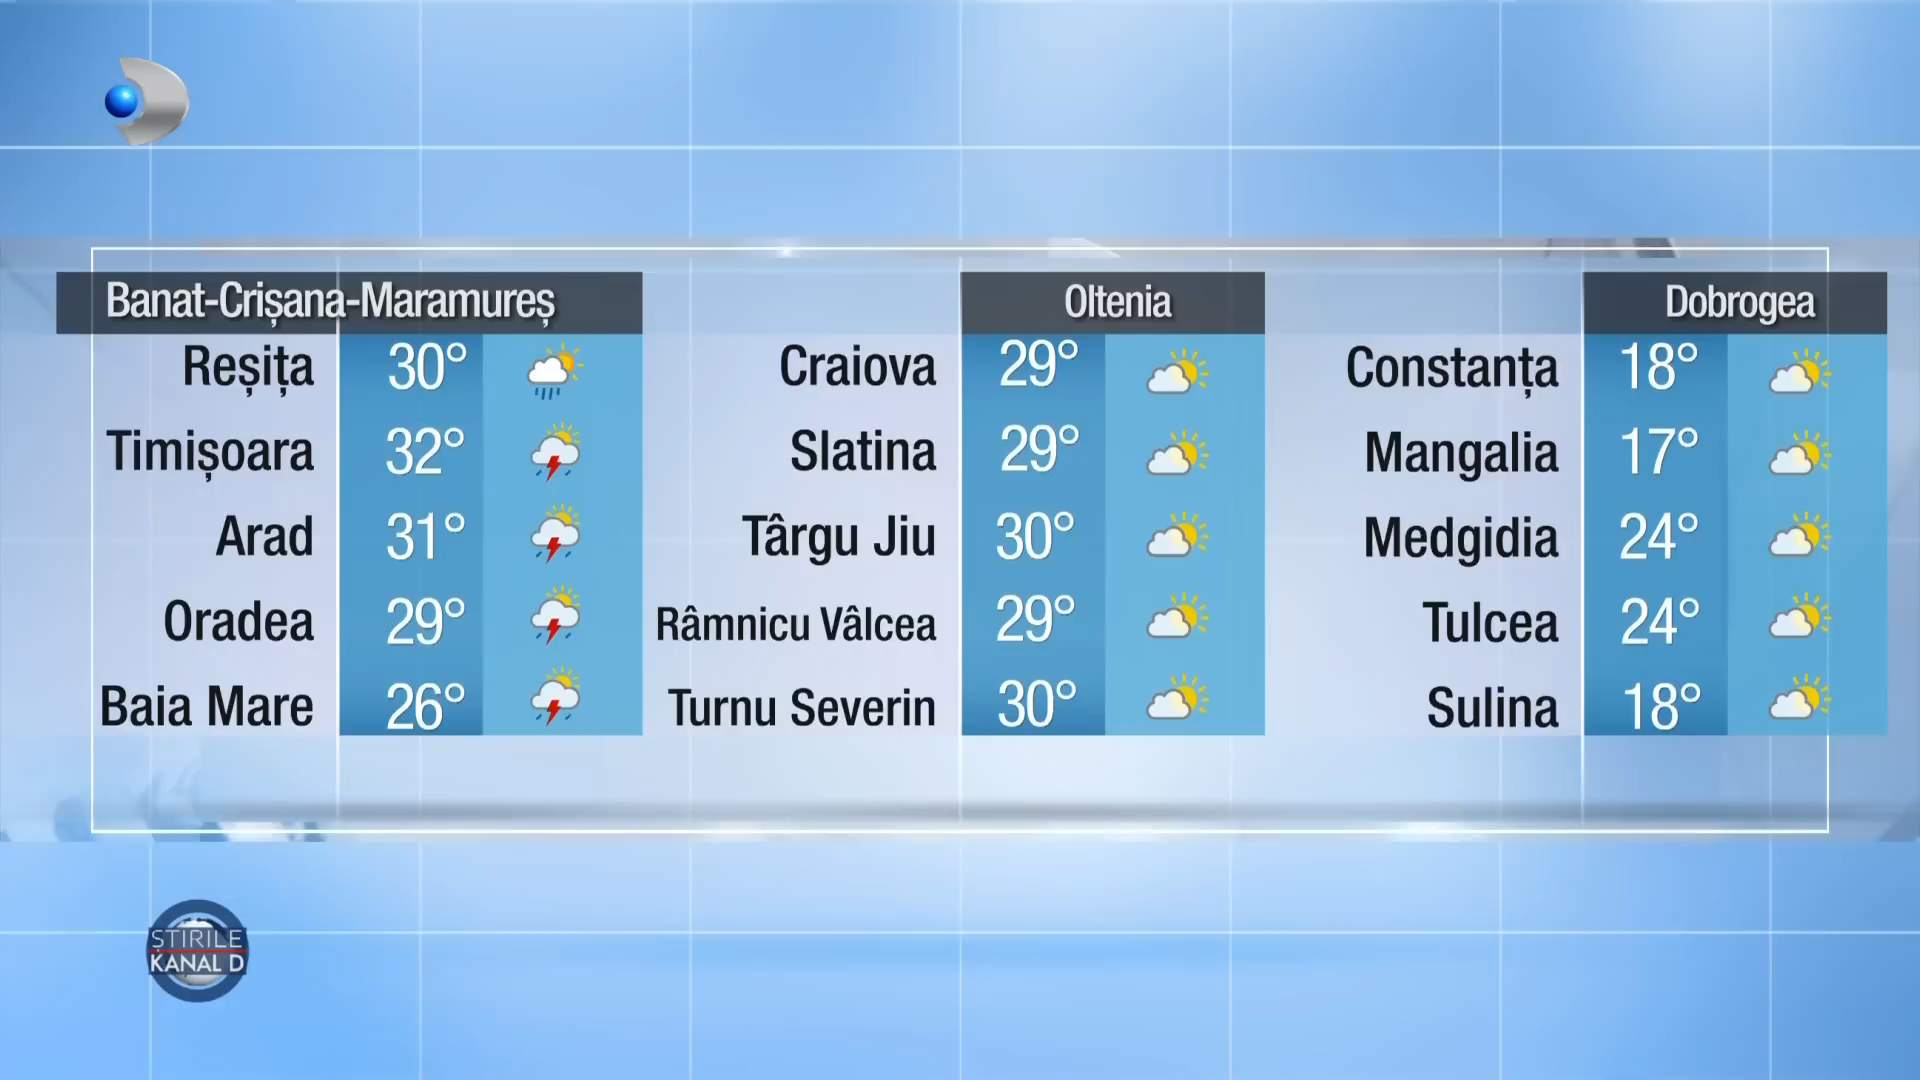 Banat-Crișana-Maramureș
Reșița 30°
Timișoara 32°
Arad 31°
Oradea 29°
Baia Mare 26°
Oltenia
Craiova 29°
Slatina 29°
Târgu Jiu 30°
Râmnicu Vâlcea 29°
Turnu Severin 30°
Dobrogea
Constanța 18°
Mangalia 17°
Medgidia 24°
Tulcea 24°
Sulina 18°
ȘTIRILE
KANAL D